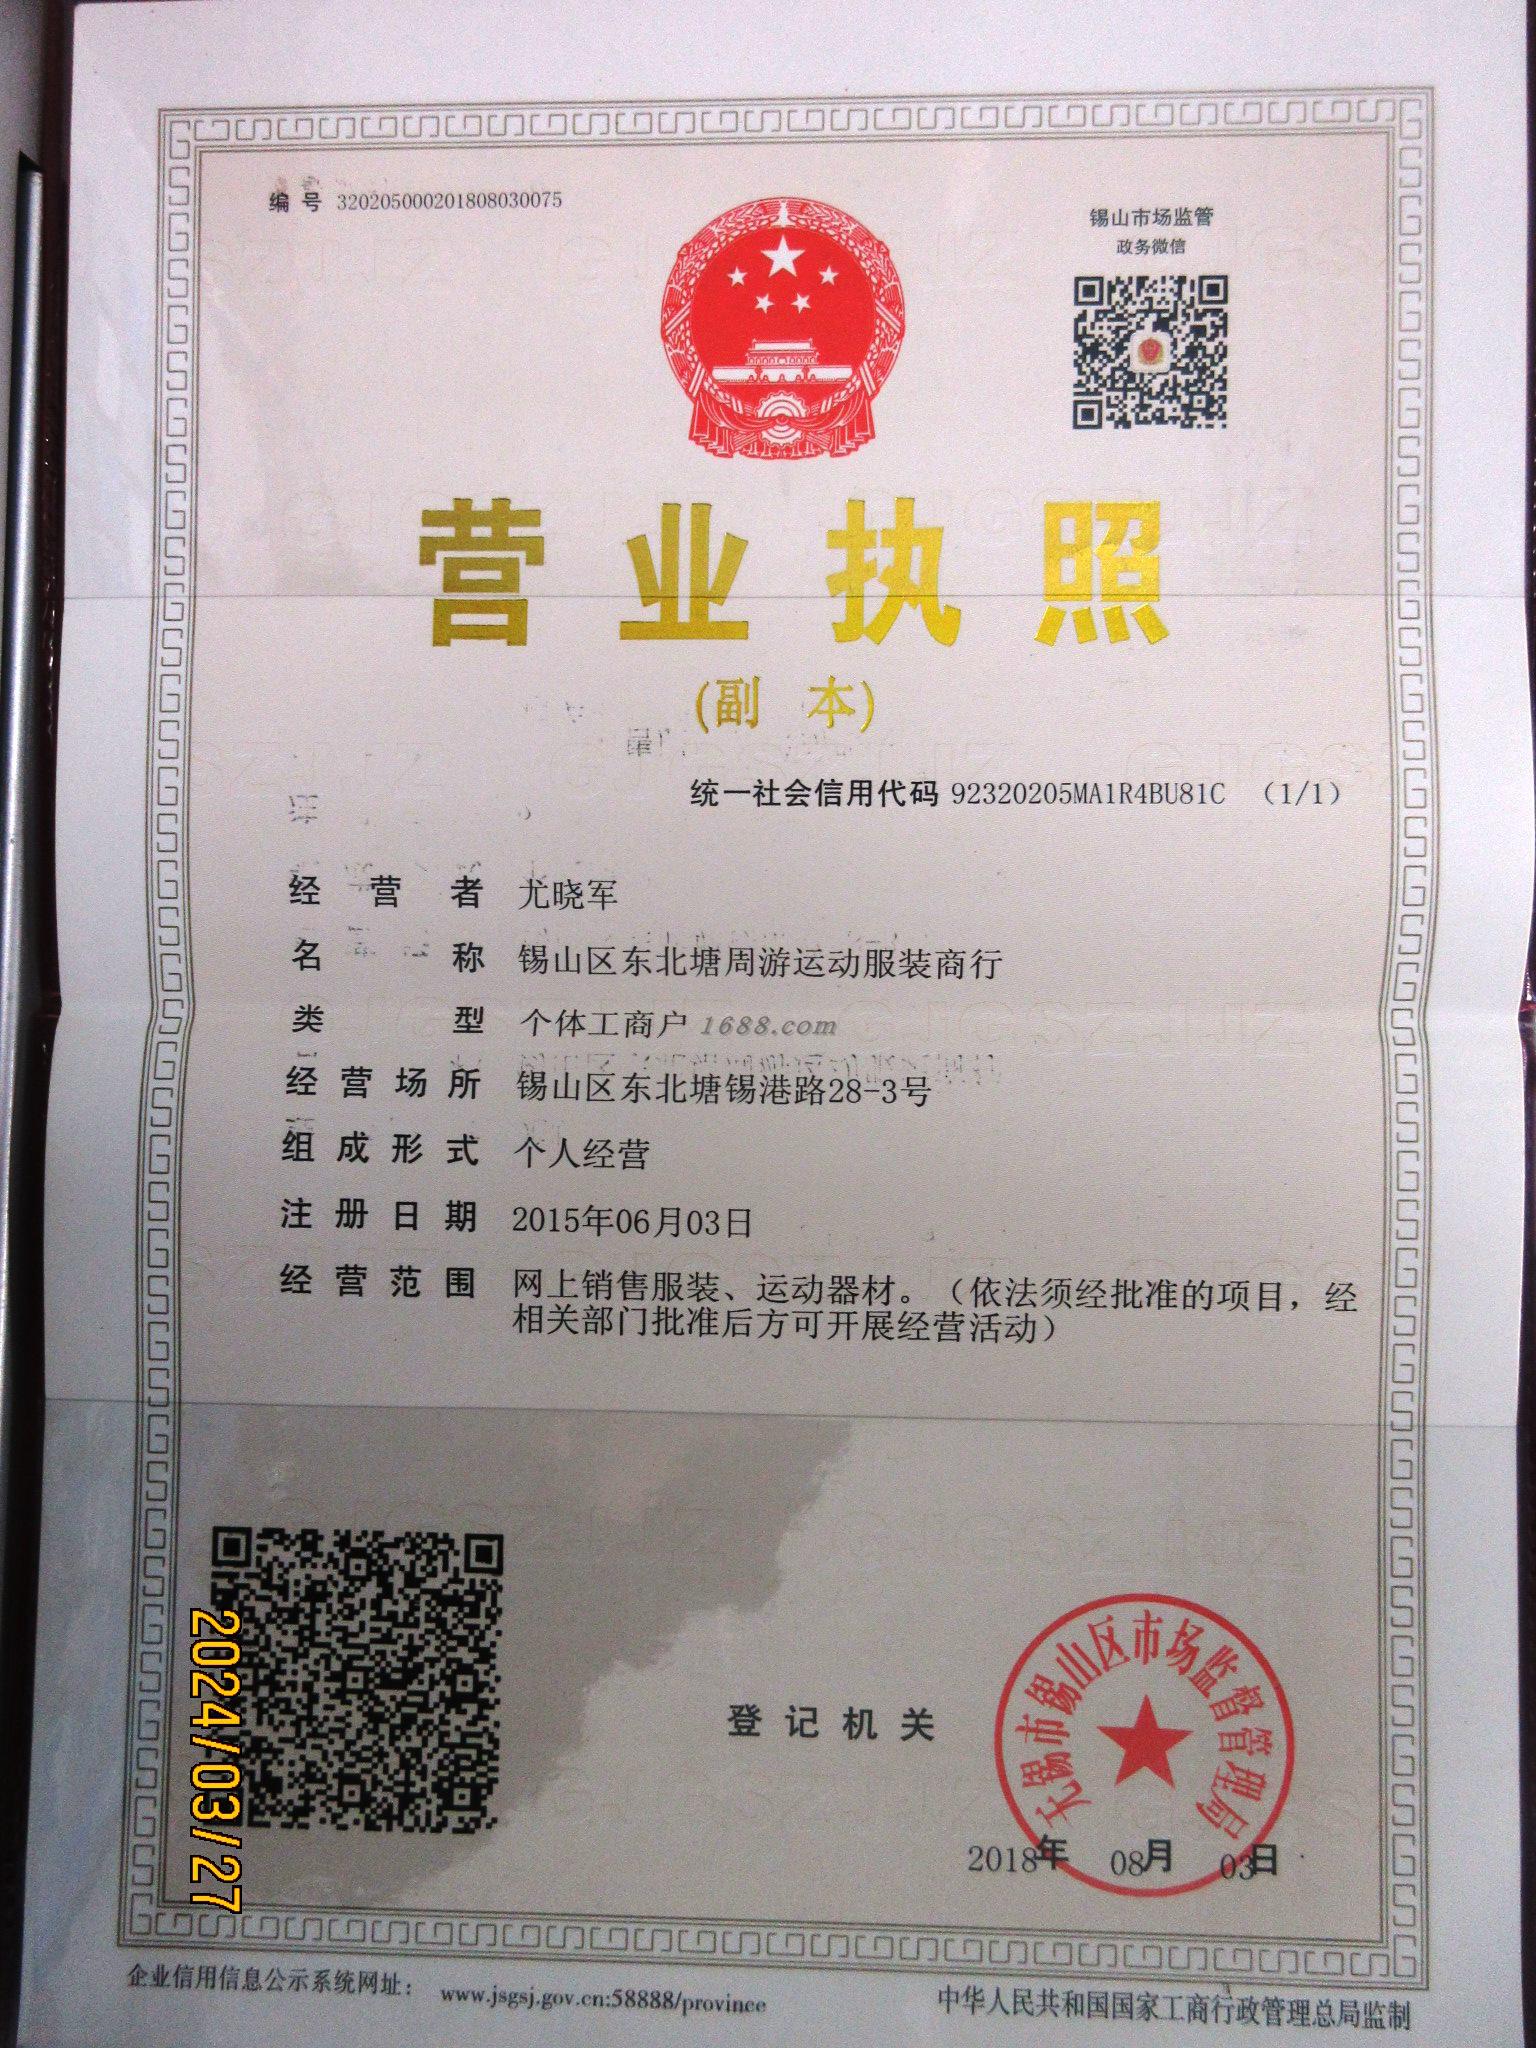 编号 320205000201808030075
锡山市场监管
政务微信
营业执照
(副本)
统一社会信用代码 92320205MA1R4BU81C （1/1）
经营者 尤晓军
名称 锡山区东北塘周游运动服装商行
类型 个体工商户 1688.com
经营场所 锡山区东北塘锡港路28-3号
组成形式 个人经营
注册日期 2015年06月03日
经营范围 网上销售服装、运动器材。（依法须经批准的项目，经
相关部门批准后方可开展经营活动）
2024/03/27
登记机关
无锡市锡山区市场监督管理局
2018年 08月 03日
企业信用信息公示系统网址： www.jsgsj.gov.cn:58888/province
中华人民共和国国家工商行政管理总局监制